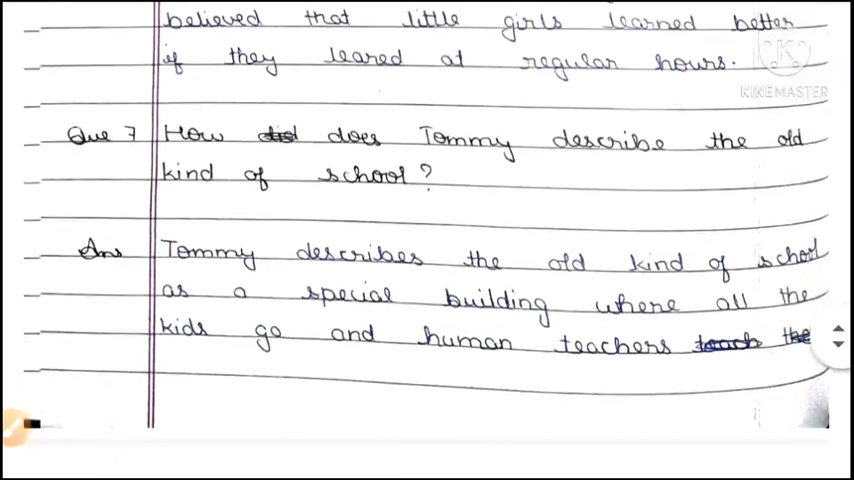 believed that little girls learned better
if they leared at regular hours.
KINEMASTER
Que 7 How did does Tommy describe the old
kind of school?
Ans Tommy describes the old kind of school
as a special building where all the
kids go and human teachers teach the